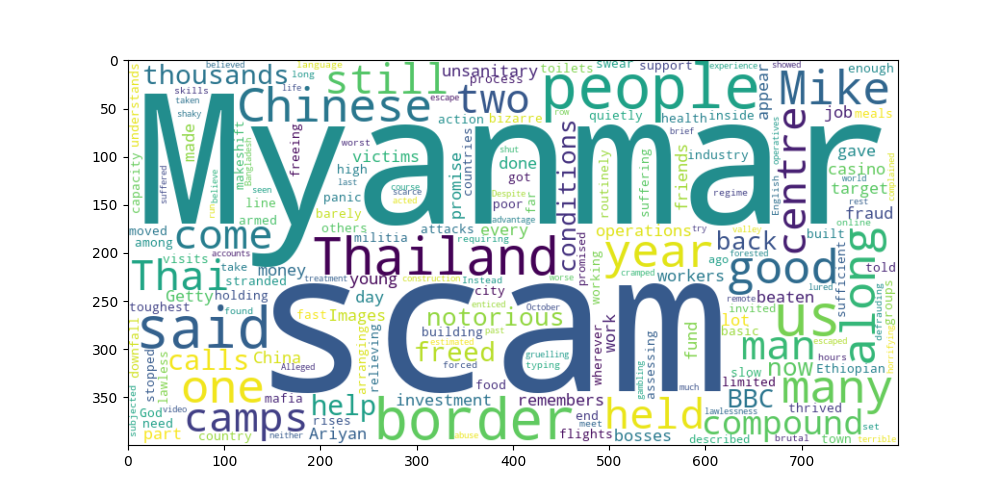 0
50
100
150
200
250
300
350
0 100 200 300 400 500 600 700
believed language toilets swear support experience showed enough
thousands long still unsanitary process people Mike
skills life escape two row appear job meals
taken Chinese action bizarre quietly health inside
shaky understands
Myanmar
made makeshift Bangladesh freeing worst victims countries shut done conditions routinely suffering brief friends industry operatives centre gave complained
capacity suffered believe run seen high last course scarce acted promise Despite got far regime English casino world target
line panic poor advantage rest fraud
armed barely
moved others attacks every operations try valley built online
among come militia requiring year back along
visits accounts Thailand promised ago forested told
Thai take money treatment young construction Instead worse working cramped workers good sufficient
stranded city remote beaten lured groups
Getty holding day enticed October invited defrauding
toughest found fast Images notorious lot us
said scam building past basic
downfall stopped lawless calls China arranging relieving freed estimated gruelling typing wherever work assessing fund man hours escaped horrifying
Alleged forced gambling slow now Ethiopian
one food much limited many
subjected God video mafia help investment remembers held BBC thrived
need camps rises border end meet lawlessness compound set
part country neither Ariyan abuse flights bosses described brutal town terrible